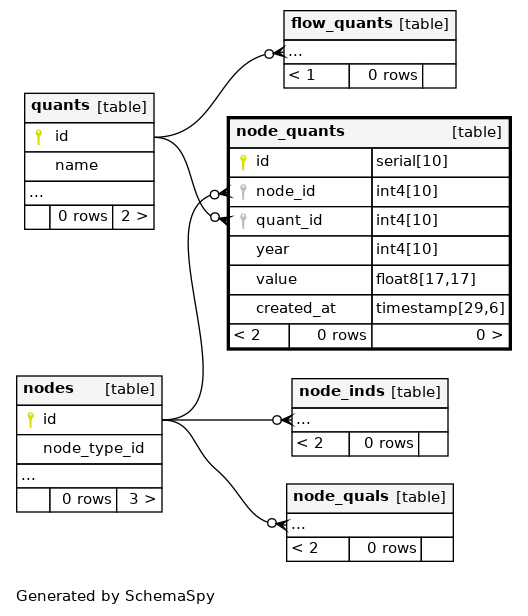 flow_quants [table]
...
< 1 0 rows
quants [table]
id
name
...
0 rows 2 >
node_quants [table]
id serial[10]
node_id int4[10]
quant_id int4[10]
year int4[10]
value float8[17,17]
created_at timestamp[29,6]
< 2 0 rows 0 >
nodes [table]
id
node_type_id
...
0 rows 3 >
node_inds [table]
...
< 2 0 rows
node_quals [table]
...
< 2 0 rows
Generated by SchemaSpy